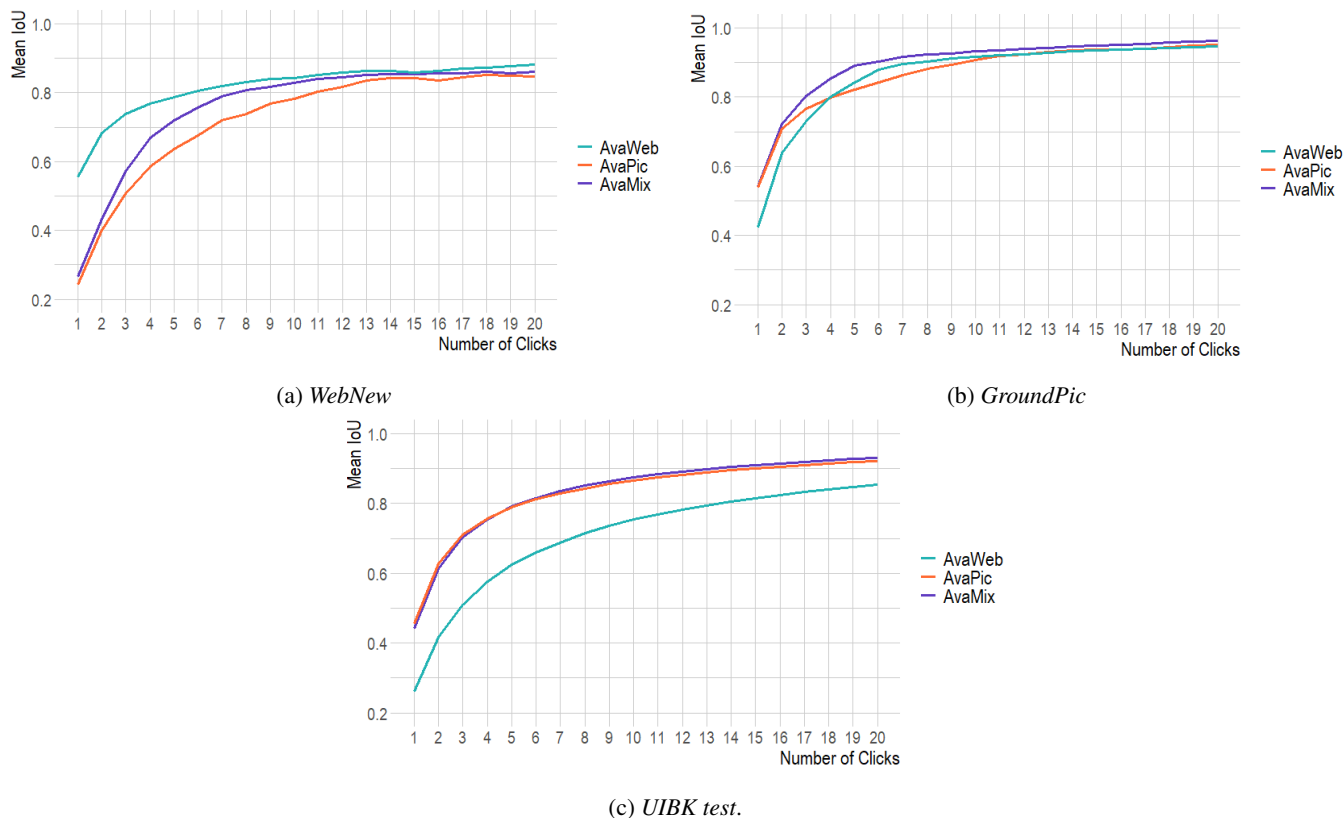 Mean IoU
1.0
0.8
0.6
0.4
0.2
1 2 3 4 5 6 7 8 9 10 11 12 13 14 15 16 17 18 19 20
Number of Clicks
AvaWeb
AvaPic
AvaMix
(a) WebNew
Mean IoU
1.0
0.8
0.6
0.4
0.2
1 2 3 4 5 6 7 8 9 10 11 12 13 14 15 16 17 18 19 20
Number of Clicks
AvaWeb
AvaPic
AvaMix
(b) GroundPic
Mean IoU
1.0
0.8
0.6
0.4
0.2
1 2 3 4 5 6 7 8 9 10 11 12 13 14 15 16 17 18 19 20
Number of Clicks
AvaWeb
AvaPic
AvaMix
(c) UIBK test.